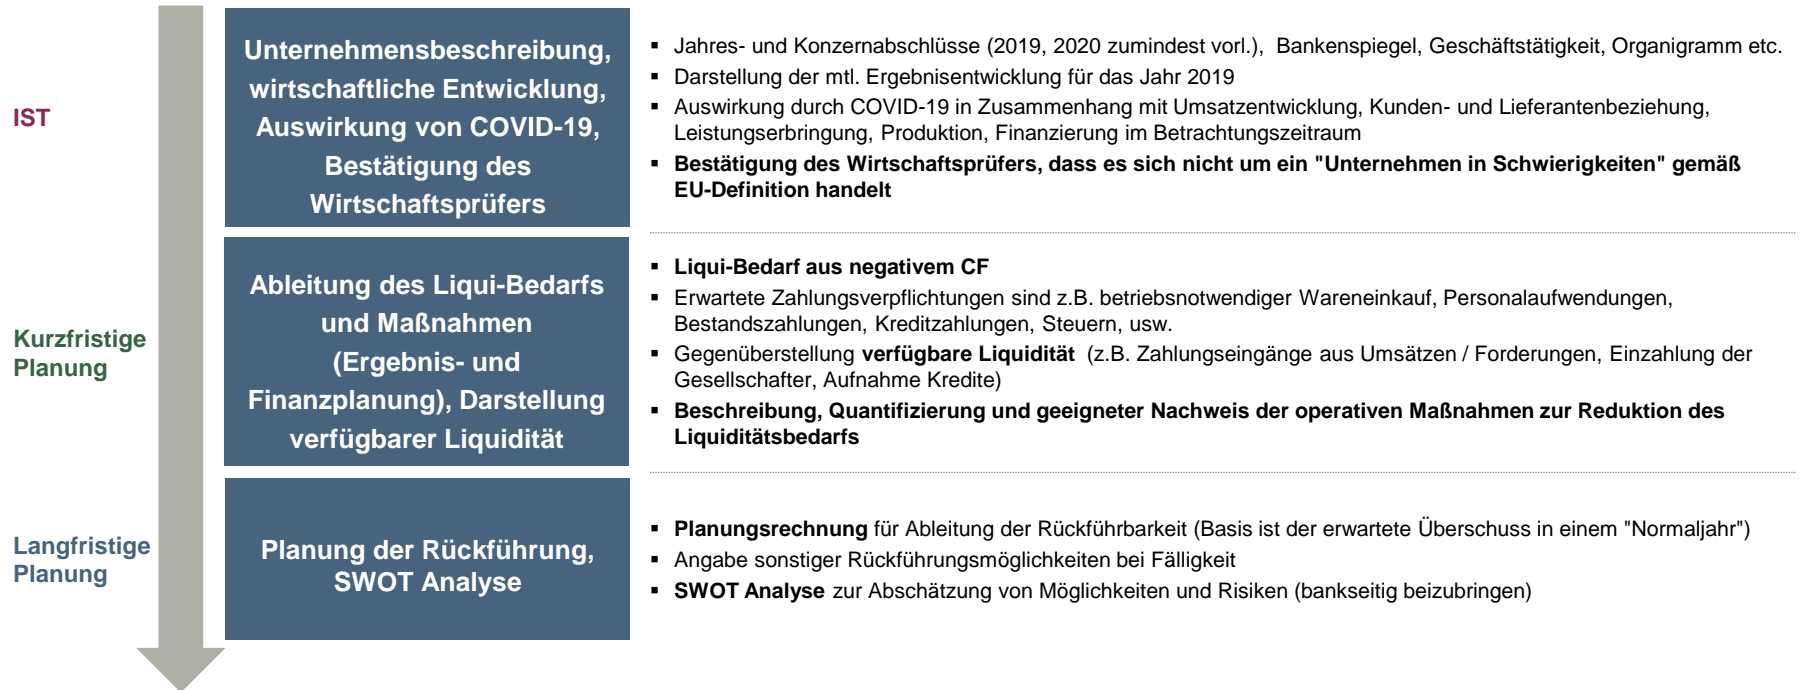 IST
Unternehmensbeschreibung,
wirtschaftliche Entwicklung,
Auswirkung von COVID-19,
Bestätigung des
Wirtschaftsprüfers
▪ Jahres- und Konzernabschlüsse (2019, 2020 zumindest vorl.), Bankenspiegel, Geschäftstätigkeit, Organigramm etc.
▪ Darstellung der mtl. Ergebnisentwicklung für das Jahr 2019
▪ Auswirkung durch COVID-19 in Zusammenhang mit Umsatzentwicklung, Kunden- und Lieferantenbeziehung,
Leistungserbringung, Produktion, Finanzierung im Betrachtungszeitraum
▪ Bestätigung des Wirtschaftsprüfers, dass es sich nicht um ein "Unternehmen in Schwierigkeiten" gemäß
EU-Definition handelt
Kurzfristige
Planung
Ableitung des Liqui-Bedarfs
und Maßnahmen
(Ergebnis- und
Finanzplanung), Darstellung
verfügbarer Liquidität
▪ Liqui-Bedarf aus negativem CF
▪ Erwartete Zahlungsverpflichtungen sind z.B. betriebsnotwendiger Wareneinkauf, Personalaufwendungen,
Bestandszahlungen, Kreditzahlungen, Steuern, usw.
▪ Gegenüberstellung verfügbare Liquidität (z.B. Zahlungseingänge aus Umsätzen / Forderungen, Einzahlung der
Gesellschafter, Aufnahme Kredite)
▪ Beschreibung, Quantifizierung und geeigneter Nachweis der operativen Maßnahmen zur Reduktion des
Liquiditätsbedarfs
Langfristige
Planung
Planung der Rückführung,
SWOT Analyse
▪ Planungsrechnung für Ableitung der Rückführbarkeit (Basis ist der erwartete Überschuss in einem "Normaljahr")
▪ Angabe sonstiger Rückführungsmöglichkeiten bei Fälligkeit
▪ SWOT Analyse zur Abschätzung von Möglichkeiten und Risiken (bankseitig beizubringen)